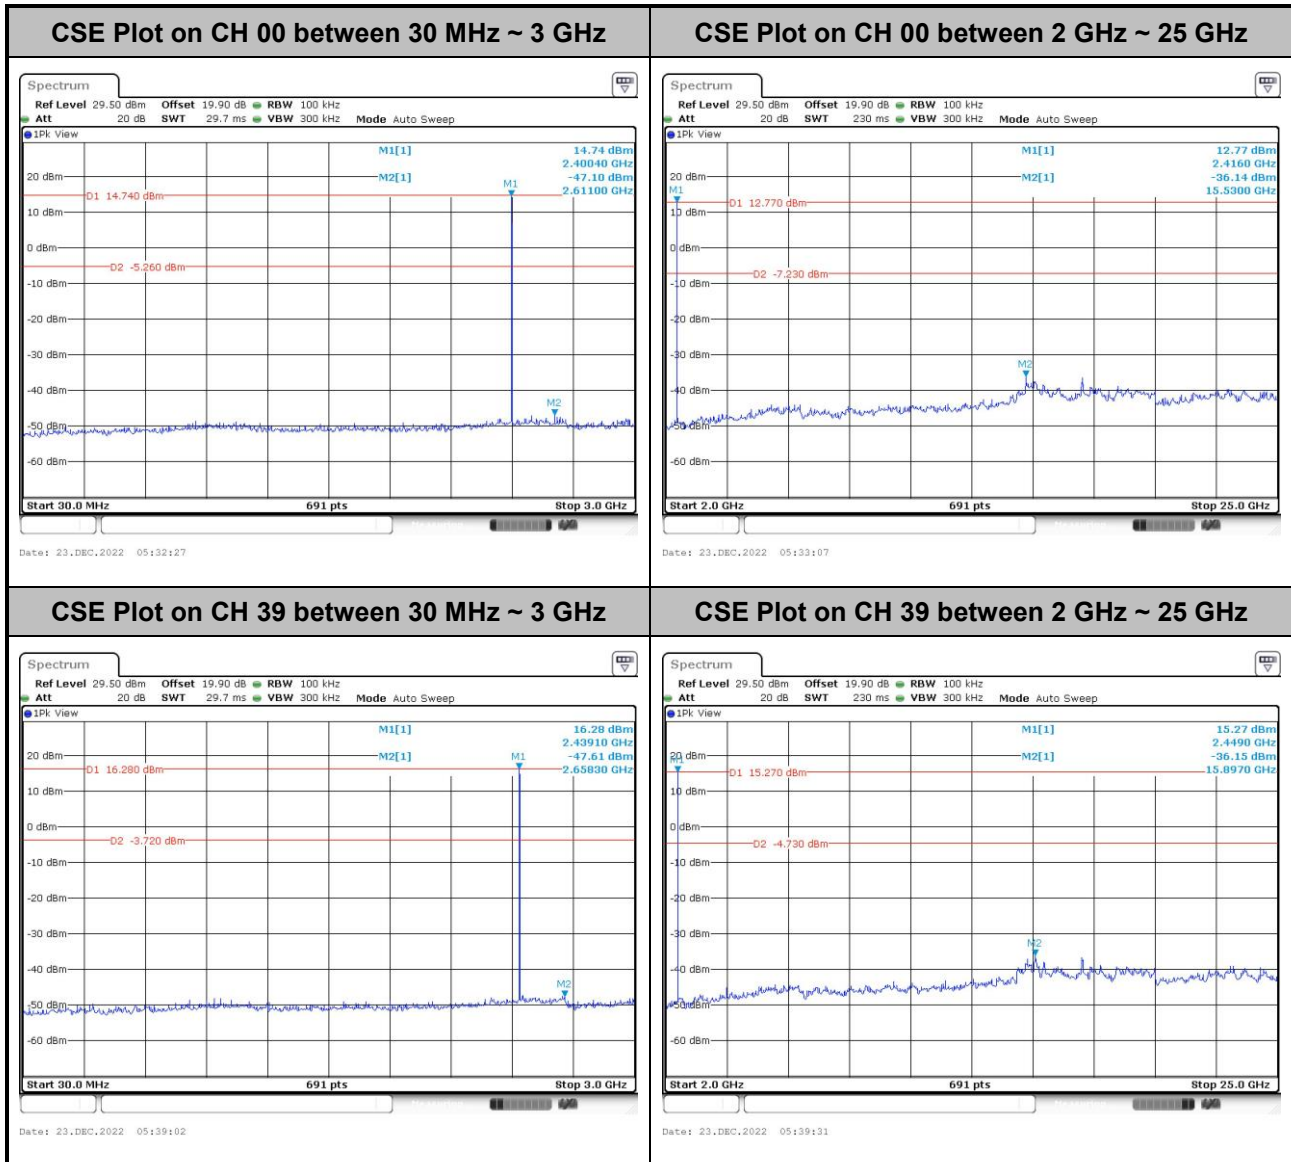 CSE Plot on CH 00 between 30 MHz ~ 3 GHz
Spectrum
Ref Level 29.50 dBm Offset 19.90 dB RBW 100 kHz
Att 20 dB SWT 29.7 ms VBW 300 kHz Mode Auto Sweep
1Pk View
M1[1] 14.74 dBm
2.40040 GHz
20 dBm M2[1] -47.10 dBm
M1 2.61100 GHz
D1 14.740 dBm
10 dBm
0 dBm
D2 -5.260 dBm
-10 dBm
-20 dBm
-30 dBm
-40 dBm
M2
-50 dBm
-60 dBm
Start 30.0 MHz 691 pts Stop 3.0 GHz
Date: 23.DEC.2022 05:32:27
CSE Plot on CH 00 between 2 GHz ~ 25 GHz
Spectrum
Ref Level 29.50 dBm Offset 19.90 dB RBW 100 kHz
Att 20 dB SWT 230 ms VBW 300 kHz Mode Auto Sweep
1Pk View
M1[1] 12.77 dBm
2.4160 GHz
20 dBm M2[1] -36.14 dBm
M1 15.5300 GHz
D1 12.770 dBm
10 dBm
0 dBm
D2 -7.230 dBm
-10 dBm
-20 dBm
-30 dBm
M2
-40 dBm
-50 dBm
-60 dBm
Start 2.0 GHz 691 pts Stop 25.0 GHz
Date: 23.DEC.2022 05:33:07
CSE Plot on CH 39 between 30 MHz ~ 3 GHz
Spectrum
Ref Level 29.50 dBm Offset 19.90 dB RBW 100 kHz
Att 20 dB SWT 29.7 ms VBW 300 kHz Mode Auto Sweep
1Pk View
M1[1] 16.28 dBm
2.43910 GHz
20 dBm M2[1] M1 -47.61 dBm
D1 16.280 dBm 2.65830 GHz
10 dBm
0 dBm
D2 -3.720 dBm
-10 dBm
-20 dBm
-30 dBm
-40 dBm
M2
-50 dBm
-60 dBm
Start 30.0 MHz 691 pts Stop 3.0 GHz
Date: 23.DEC.2022 05:39:02
CSE Plot on CH 39 between 2 GHz ~ 25 GHz
Spectrum
Ref Level 29.50 dBm Offset 19.90 dB RBW 100 kHz
Att 20 dB SWT 230 ms VBW 300 kHz Mode Auto Sweep
1Pk View
M1[1] 15.27 dBm
2.4490 GHz
20 dBm M2[1] -36.15 dBm
M1
D1 15.270 dBm 15.8970 GHz
10 dBm
0 dBm
D2 -4.730 dBm
-10 dBm
-20 dBm
-30 dBm
M2
-40 dBm
-50 dBm
-60 dBm
Start 2.0 GHz 691 pts Stop 25.0 GHz
Date: 23.DEC.2022 05:39:31